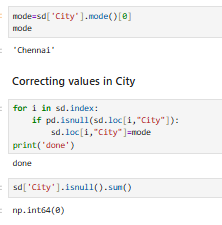 mode=sd['City'].mode()[0]
mode
'Chennai'
Correcting values in City
for i in sd.index:
    if pd.isnull(sd.loc[i,"City"]):
        sd.loc[i,"City"]=mode
print('done')
done
sd['City'].isnull().sum()
np.int64(0)